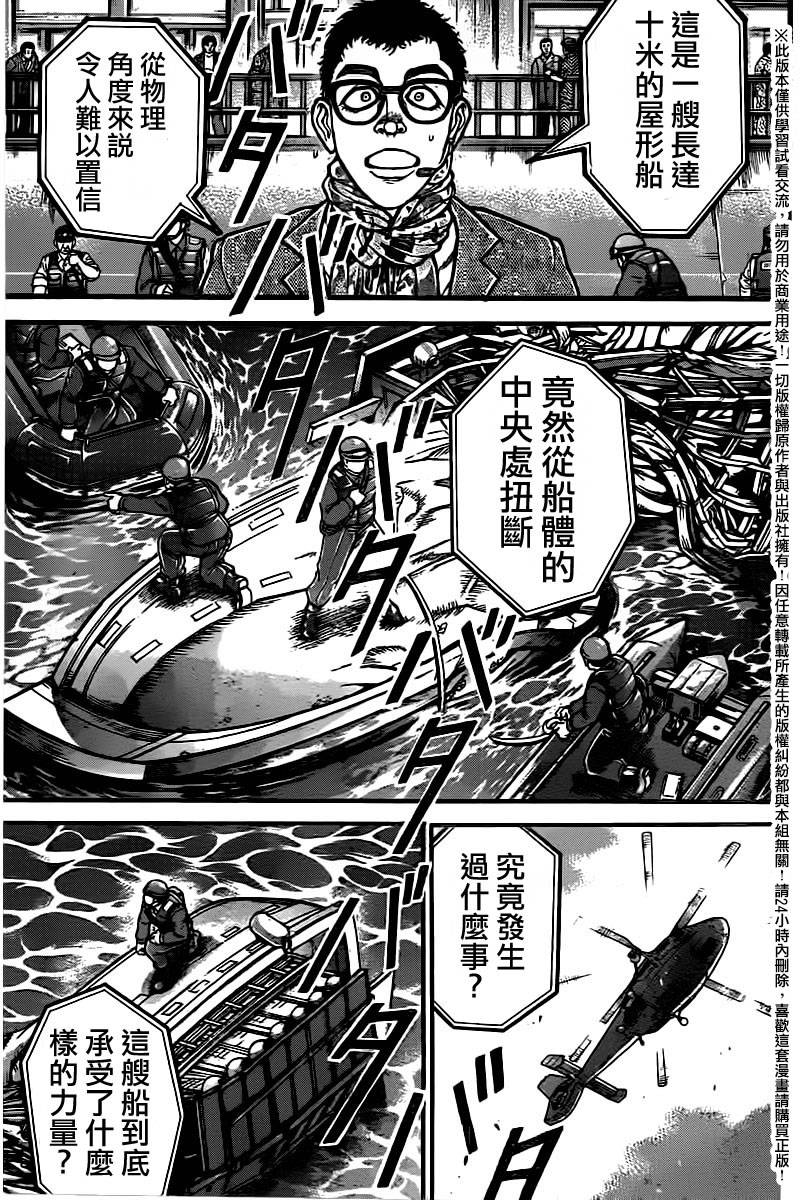 這是一艘長達
十米的屋形船
從物理
角度來說
令人難以置信
バタ
バタ
バタ
バタ
バタ
竟然從船體的
中央處扭斷
究竟發生
過什麼事？
這艘船到底
承受了什麼
樣的力量？
※此版本僅供學習試看交流，請勿用於商業用途！一切版權歸原作者與出版社擁有！因任意轉載所產生的版權糾紛都與本組無關！請24小時內刪除，喜歡這套漫畫請購買正版！